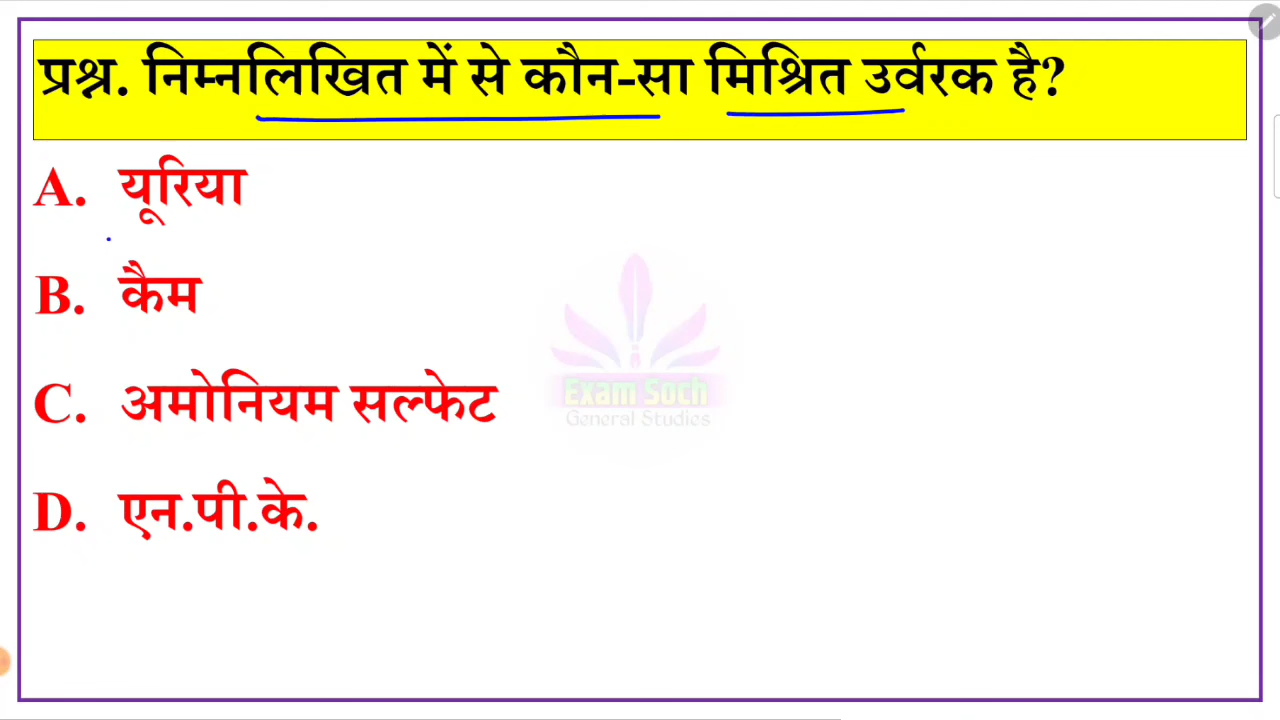 प्रश्न. निम्नलिखित में से कौन-सा मिश्रित उर्वरक है?
A. यूरिया
B. कैम
C. अमोनियम सल्फेट
D. एन.पी.के.
Exam Soch
General Studies